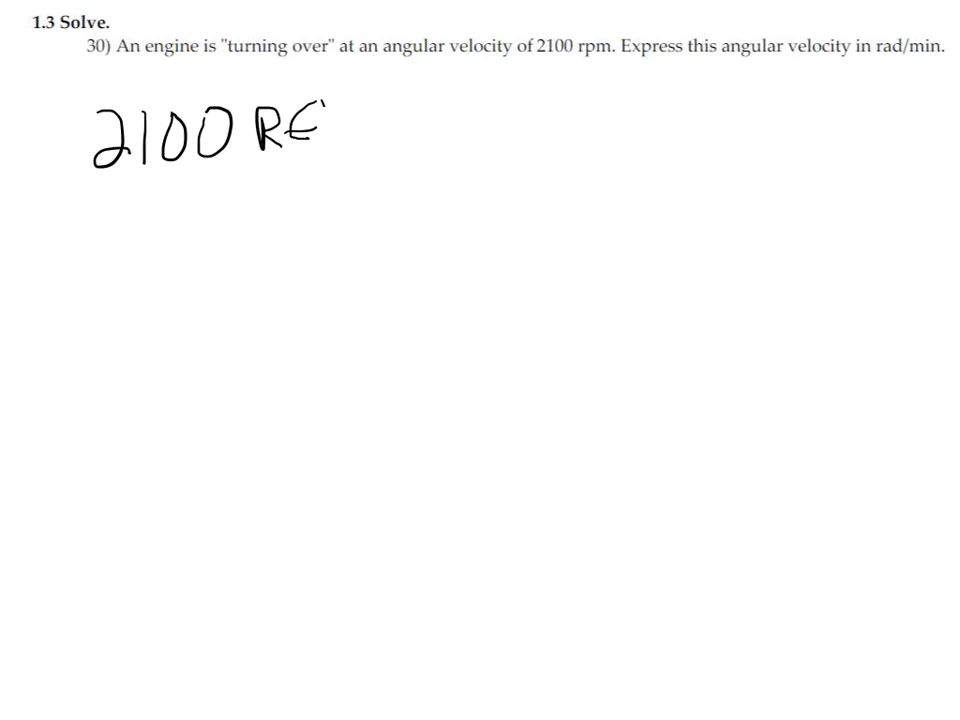 1.3 Solve.
30) An engine is "turning over" at an angular velocity of 2100 rpm. Express this angular velocity in rad/min.
2100 RE